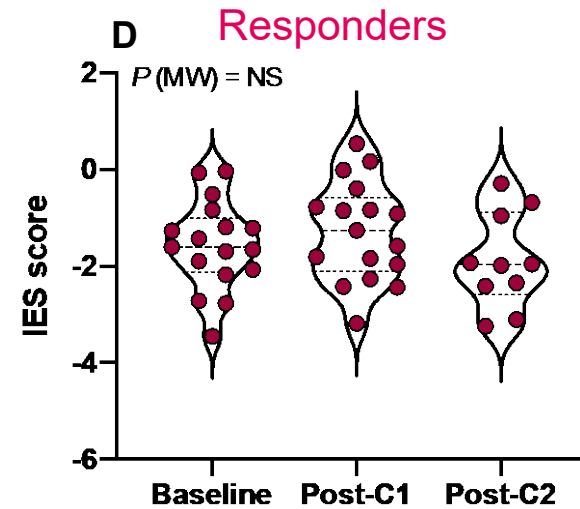 D Responders
P (MW) = NS
IES score
2
0
-2
-4
-6
Baseline Post-C1 Post-C2